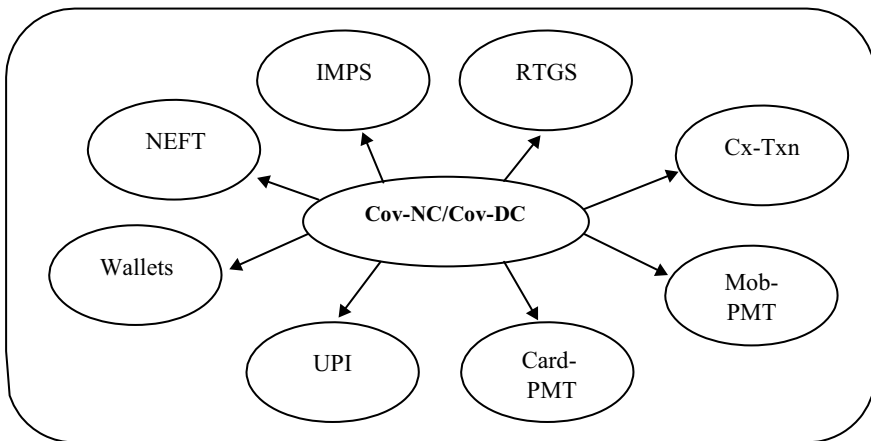 IMPS
RTGS
NEFT
Cx-Txn
Cov-NC/Cov-DC
Wallets
Mob-
PMT
UPI
Card-
PMT